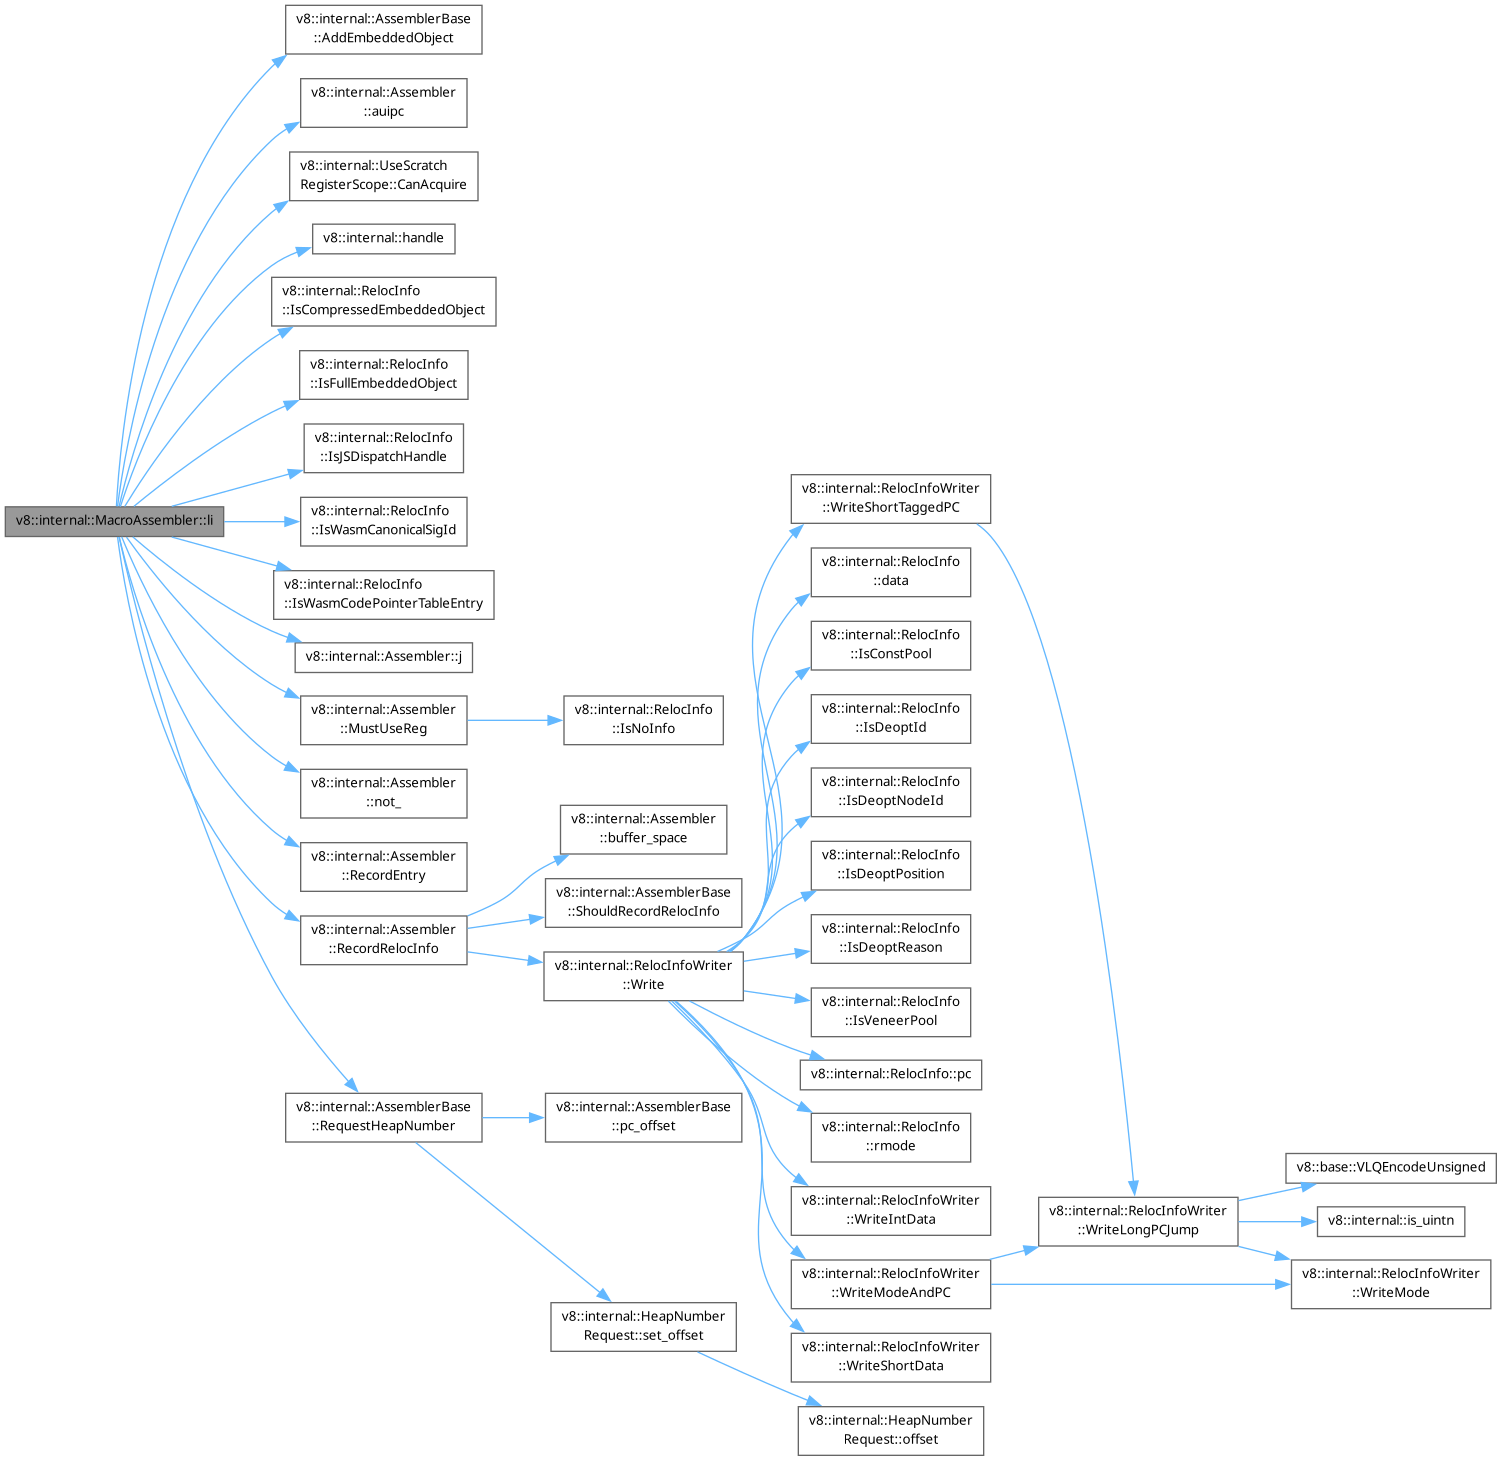 v8::internal::MacroAssembler::li
v8::internal::AssemblerBase
::AddEmbeddedObject
v8::internal::Assembler
::auipc
v8::internal::UseScratch
RegisterScope::CanAcquire
v8::internal::handle
v8::internal::RelocInfo
::IsCompressedEmbeddedObject
v8::internal::RelocInfo
::IsFullEmbeddedObject
v8::internal::RelocInfo
::IsJSDispatchHandle
v8::internal::RelocInfo
::IsWasmCanonicalSigId
v8::internal::RelocInfo
::IsWasmCodePointerTableEntry
v8::internal::Assembler::j
v8::internal::Assembler
::MustUseReg
v8::internal::Assembler
::not_
v8::internal::Assembler
::RecordEntry
v8::internal::Assembler
::RecordRelocInfo
v8::internal::AssemblerBase
::RequestHeapNumber
v8::internal::RelocInfo
::IsNoInfo
v8::internal::Assembler
::buffer_space
v8::internal::AssemblerBase
::ShouldRecordRelocInfo
v8::internal::RelocInfoWriter
::Write
v8::internal::AssemblerBase
::pc_offset
v8::internal::HeapNumber
Request::set_offset
v8::internal::RelocInfoWriter
::WriteShortTaggedPC
v8::internal::RelocInfo
::data
v8::internal::RelocInfo
::IsConstPool
v8::internal::RelocInfo
::IsDeoptId
v8::internal::RelocInfo
::IsDeoptNodeId
v8::internal::RelocInfo
::IsDeoptPosition
v8::internal::RelocInfo
::IsDeoptReason
v8::internal::RelocInfo
::IsVeneerPool
v8::internal::RelocInfo::pc
v8::internal::RelocInfo
::rmode
v8::internal::RelocInfoWriter
::WriteIntData
v8::internal::RelocInfoWriter
::WriteModeAndPC
v8::internal::RelocInfoWriter
::WriteShortData
v8::internal::HeapNumber
Request::offset
v8::internal::RelocInfoWriter
::WriteLongPCJump
v8::base::VLQEncodeUnsigned
v8::internal::is_uintn
v8::internal::RelocInfoWriter
::WriteMode